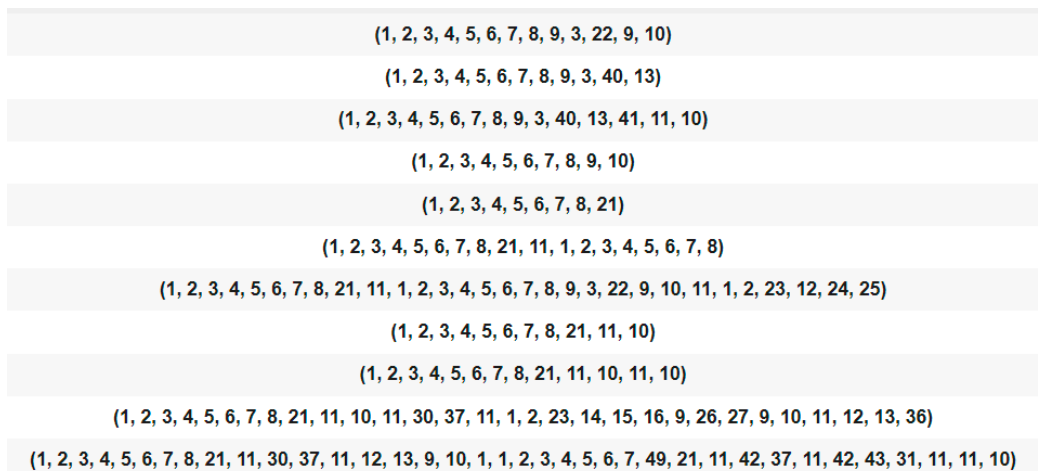 (1, 2, 3, 4, 5, 6, 7, 8, 9, 3, 22, 9, 10)
(1, 2, 3, 4, 5, 6, 7, 8, 9, 3, 40, 13)
(1, 2, 3, 4, 5, 6, 7, 8, 9, 3, 40, 13, 41, 11, 10)
(1, 2, 3, 4, 5, 6, 7, 8, 9, 10)
(1, 2, 3, 4, 5, 6, 7, 8, 21)
(1, 2, 3, 4, 5, 6, 7, 8, 21, 11, 1, 2, 3, 4, 5, 6, 7, 8)
(1, 2, 3, 4, 5, 6, 7, 8, 21, 11, 1, 2, 3, 4, 5, 6, 7, 8, 9, 3, 22, 9, 10, 11, 1, 2, 23, 12, 24, 25)
(1, 2, 3, 4, 5, 6, 7, 8, 21, 11, 10)
(1, 2, 3, 4, 5, 6, 7, 8, 21, 11, 10, 11, 10)
(1, 2, 3, 4, 5, 6, 7, 8, 21, 11, 10, 11, 30, 37, 11, 1, 2, 23, 14, 15, 16, 9, 26, 27, 9, 10, 11, 12, 13, 36)
(1, 2, 3, 4, 5, 6, 7, 8, 21, 11, 30, 37, 11, 12, 13, 9, 10, 1, 1, 2, 3, 4, 5, 6, 7, 49, 21, 11, 42, 37, 11, 42, 43, 31, 11, 11, 10)